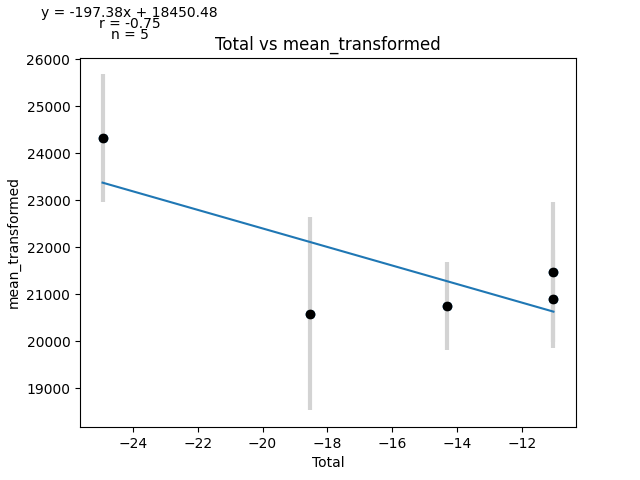 y = -197.38x + 18450.48
r = -0.75
n = 5
Total vs mean_transformed
26000
25000
24000
23000
22000
21000
20000
19000
mean_transformed
−24
−22
−20
−18
−16
−14
−12
Total